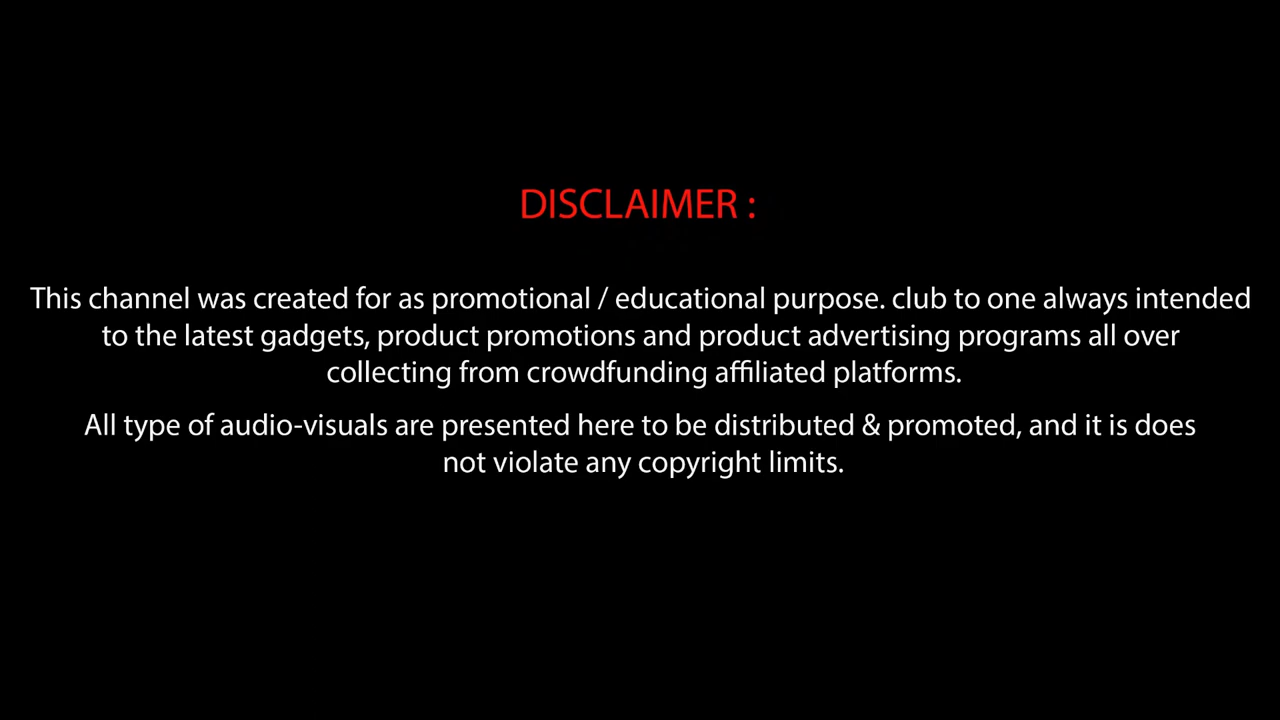 DISCLAIMER :
This channel was created for as promotional / educational purpose. club to one always intended
to the latest gadgets, product promotions and product advertising programs all over
collecting from crowdfunding affiliated platforms.
All type of audio-visuals are presented here to be distributed & promoted, and it is does
not violate any copyright limits.